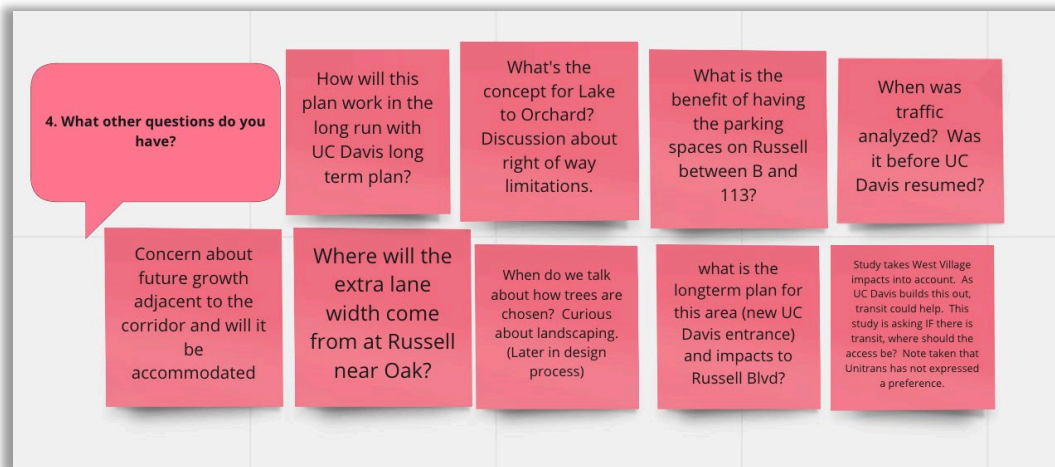 4. What other questions do you
have?
How will this
plan work in the
long run with
UC Davis long
term plan?
What's the
concept for Lake
to Orchard?
Discussion about
right of way
limitations.
What is the
benefit of having
the parking
spaces on Russell
between B and
113?
When was
traffic
analyzed?  Was
it before UC
Davis resumed?
Concern about
future growth
adjacent to the
corridor and will it
be
accommodated
Where will the
extra lane
width come
from at Russell
near Oak?
When do we talk
about how trees are
chosen?  Curious
about landscaping.
(Later in design
process)
what is the
longterm plan for
this area (new UC
Davis entrance)
and impacts to
Russell Blvd?
Study takes West Village
impacts into account.  As
UC Davis builds this out,
transit could help.  This
study is asking IF there is
transit, where should the
access be?  Note taken that
Unitrans has not expressed
a preference.